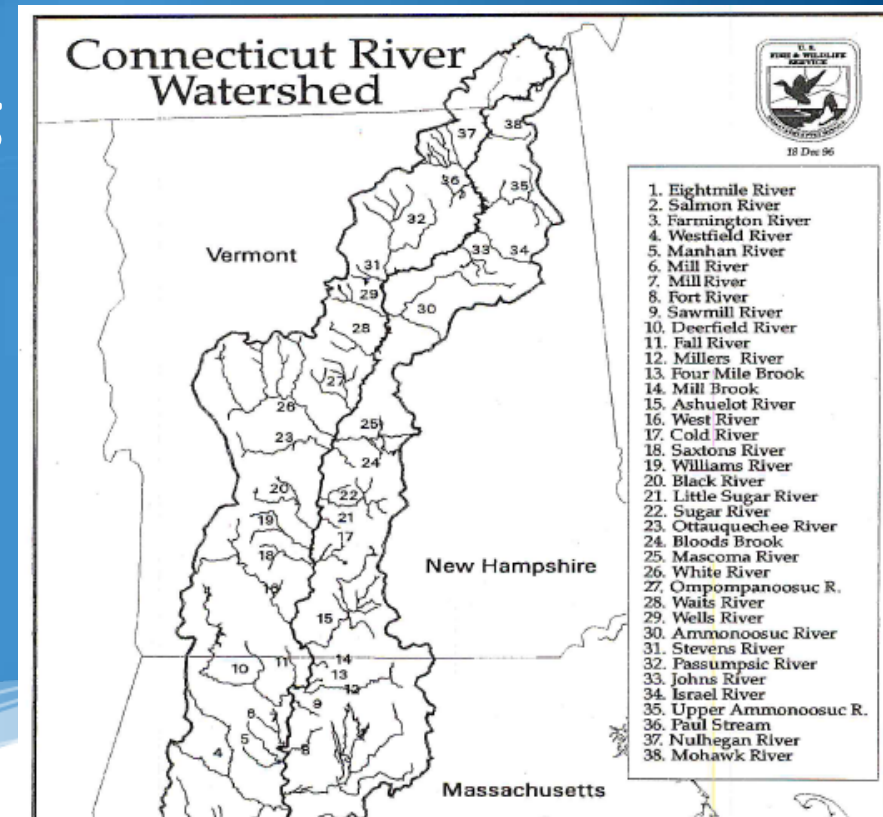 Connecticut River
Watershed
U.S.
FISH & WILDLIFE
SERVICE
18 Dec 96
1. Eightmile River
2. Salmon River
3. Farmington River
4. Westfield River
5. Manhan River
6. Mill River
7. Mill River
8. Fort River
9. Sawmill River
10. Deerfield River
11. Fall River
12. Millers River
13. Four Mile Brook
14. Mill Brook
15. Ashuelot River
16. West River
17. Cold River
18. Saxtons River
19. Williams River
20. Black River
21. Little Sugar River
22. Sugar River
23. Ottauquechee River
24. Bloods Brook
25. Mascoma River
26. White River
27. Ompompanoosuc R.
28. Waits River
29. Wells River
30. Ammonoosuc River
31. Stevens River
32. Passumpsic River
33. Johns River
34. Israel River
35. Upper Ammonoosuc R.
36. Paul Stream
37. Nulhegan River
38. Mohawk River
38
37
36
35
32
33
34
Vermont
31
29
30
28
27
26
25
23
24
20
22
19
21
17
18
New Hampshire
16
15
11
14
10
13
12
9
6
7
5
8
4
Massachusetts